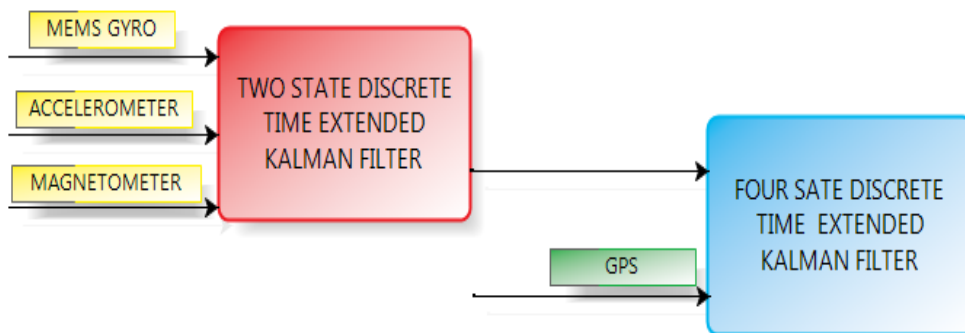 MEMS GYRO
ACCELEROMETER
MAGNETOMETER
TWO STATE DISCRETE
TIME EXTENDED
KALMAN FILTER
GPS
FOUR SATE DISCRETE
TIME EXTENDED
KALMAN FILTER